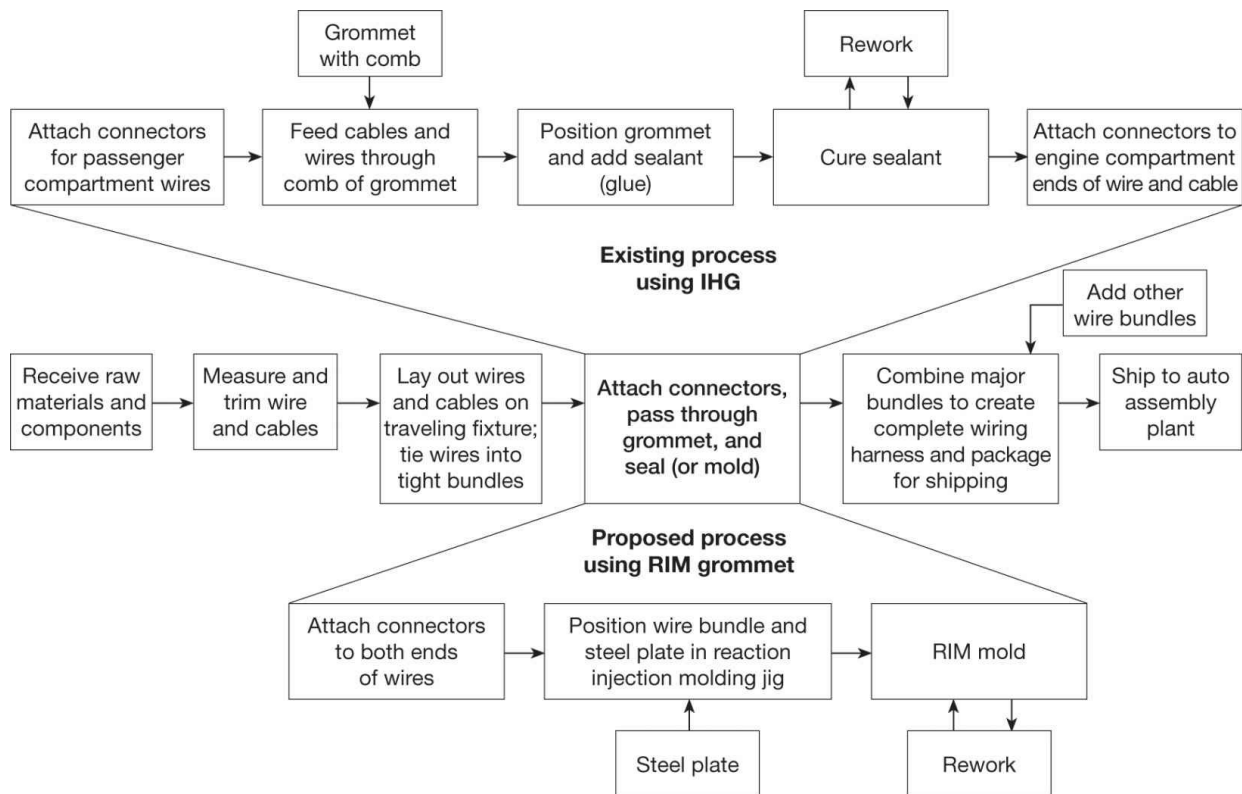 Grommet
with comb
Rework
Attach connectors
for passenger
compartment wires
Feed cables and
wires through
comb of grommet
Position grommet
and add sealant
(glue)
Cure sealant
Attach connectors to
engine compartment
ends of wire and cable
Existing process
using IHG
Add other
wire bundles
Receive raw
materials and
components
Measure and
trim wire
and cables
Lay out wires
and cables on
traveling fixture;
tie wires into
tight bundles
Attach connectors,
pass through
grommet, and
seal (or mold)
Combine major
bundles to create
complete wiring
harness and package
for shipping
Ship to auto
assembly
plant
Proposed process
using RIM grommet
Attach connectors
to both ends
of wires
Position wire bundle and
steel plate in reaction
injection molding jig
RIM mold
Steel plate
Rework